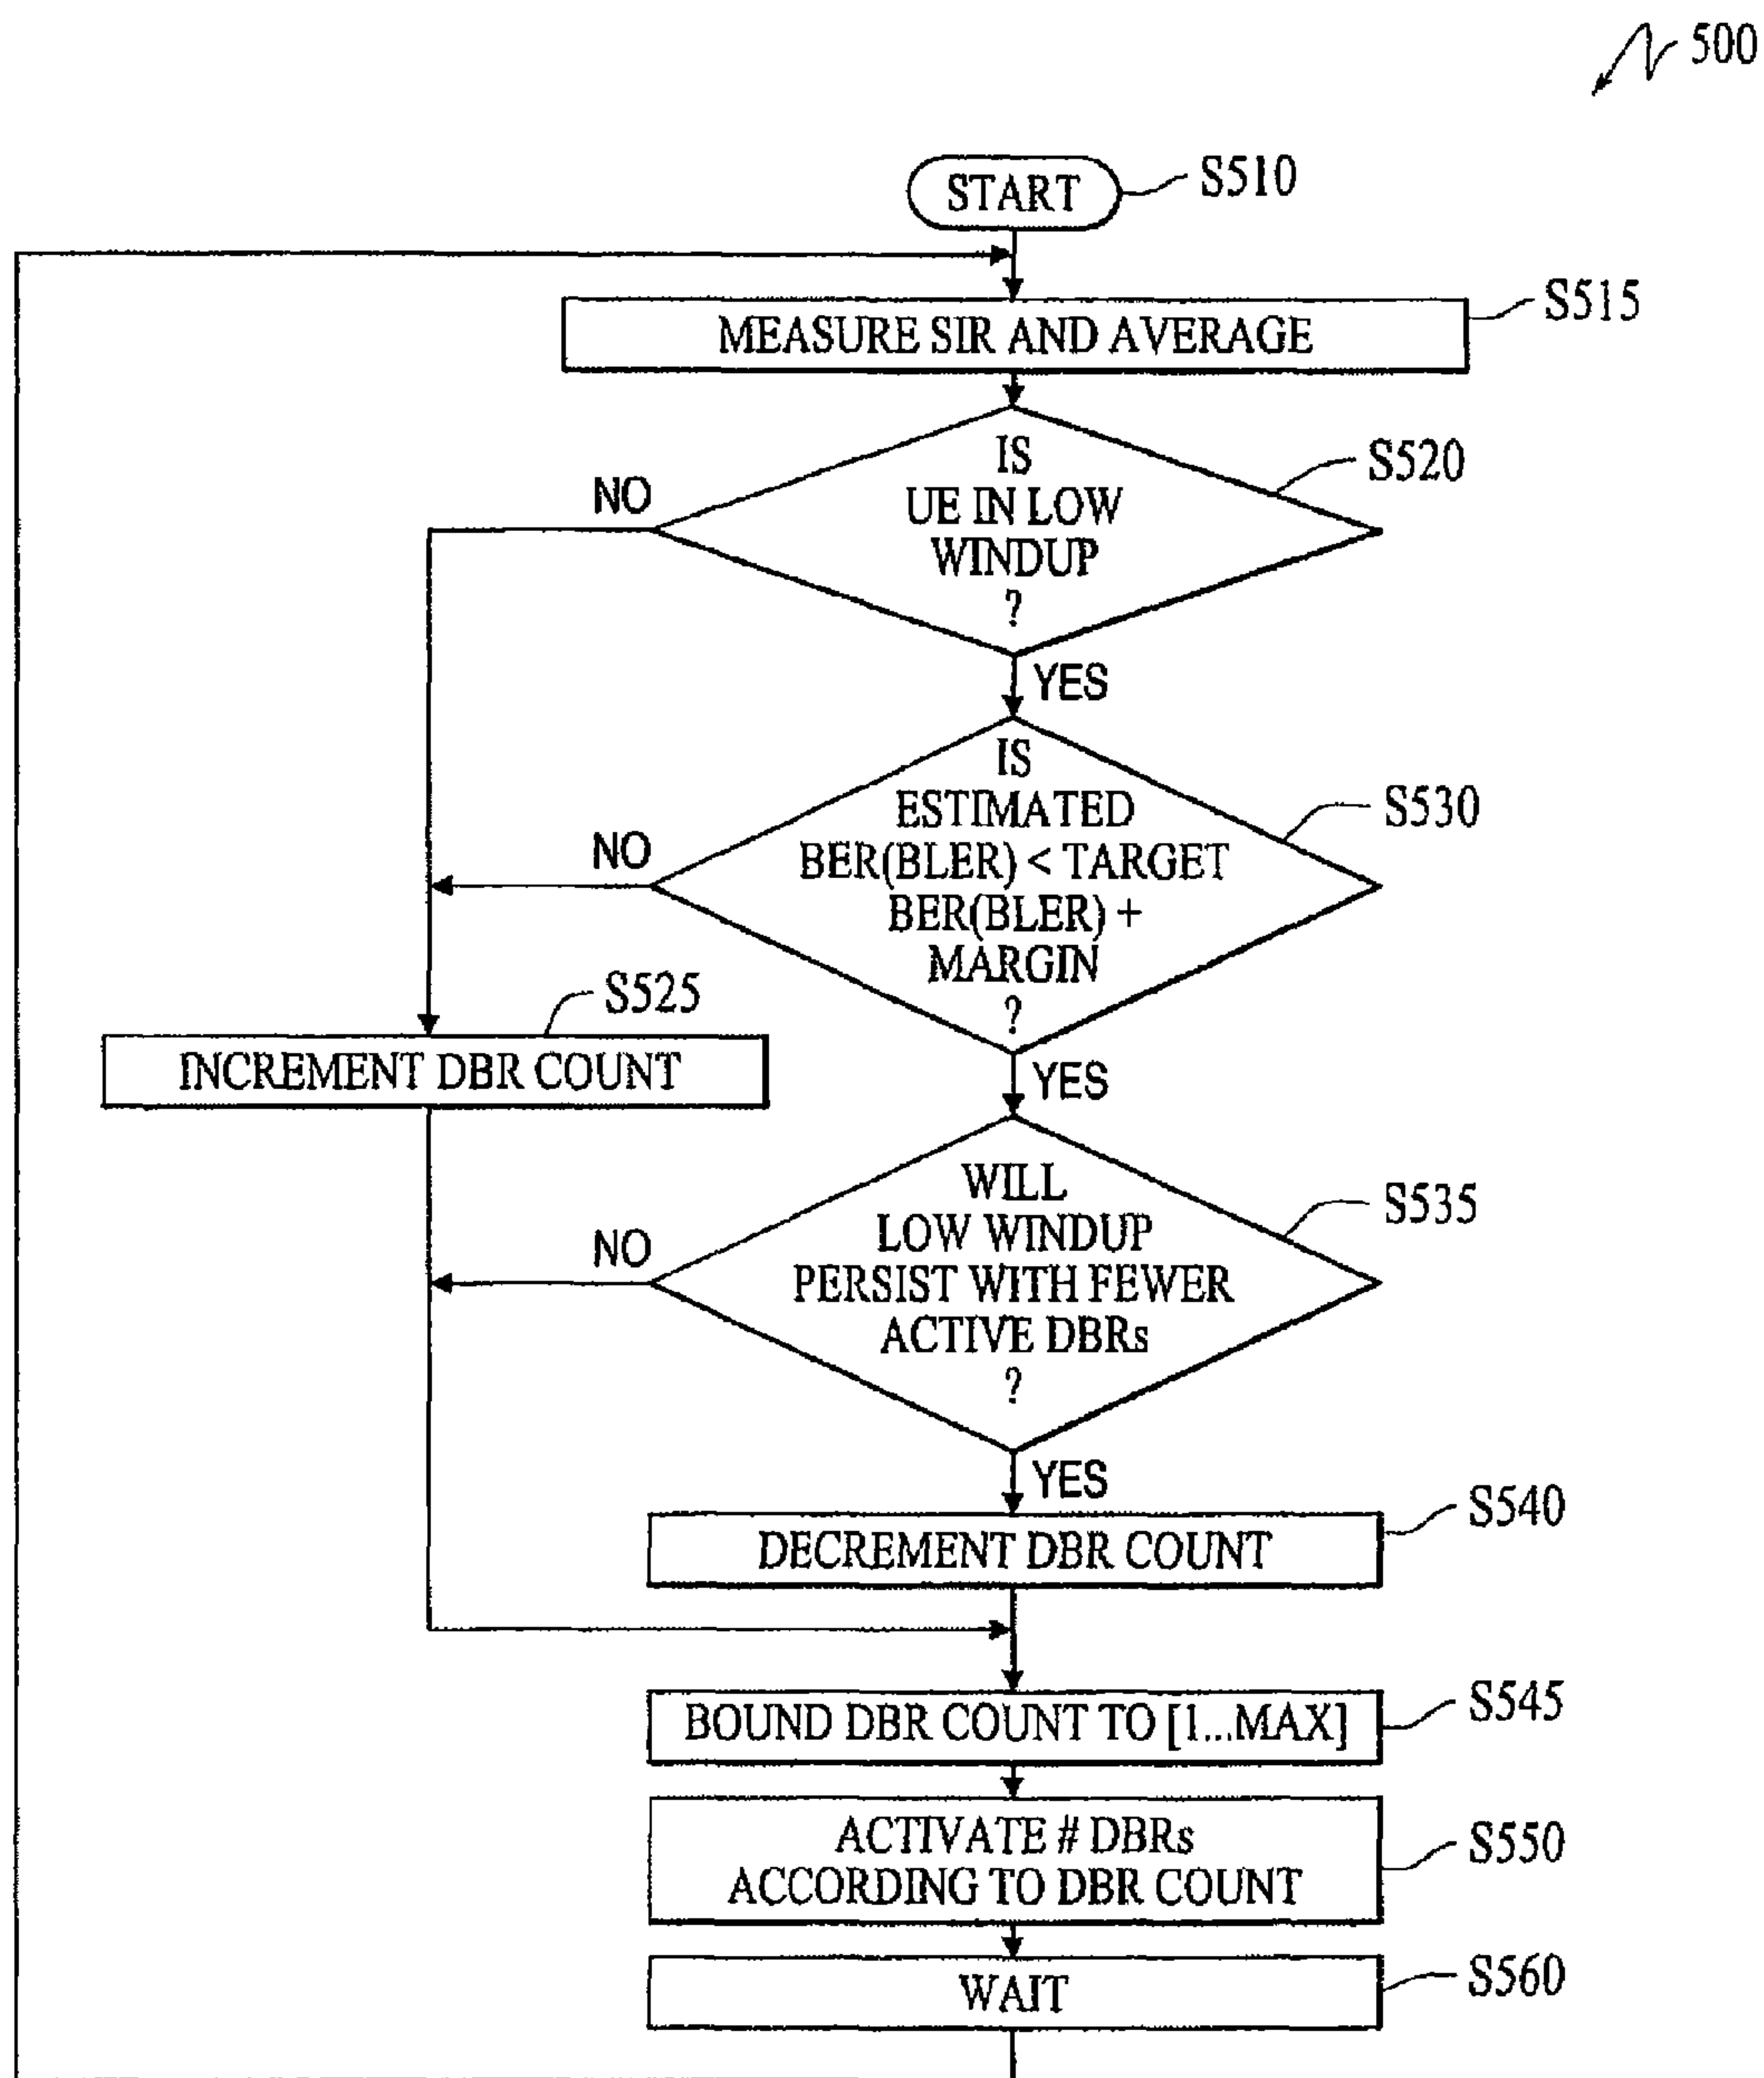 500
START
S510
MEASURE SIR AND AVERAGE
S515
IS
UE IN LOW
WINDUP
?
S520
NO
YES
IS
ESTIMATED
BER(BLER) < TARGET
BER(BLER) +
MARGIN
?
S530
NO
S525
INCREMENT DBR COUNT
YES
WILL
LOW WINDUP
PERSIST WITH FEWER
ACTIVE DBRs
?
S535
NO
YES
DECREMENT DBR COUNT
S540
BOUND DBR COUNT TO [1...MAX]
S545
ACTIVATE # DBRs
ACCORDING TO DBR COUNT
S550
WAIT
S560